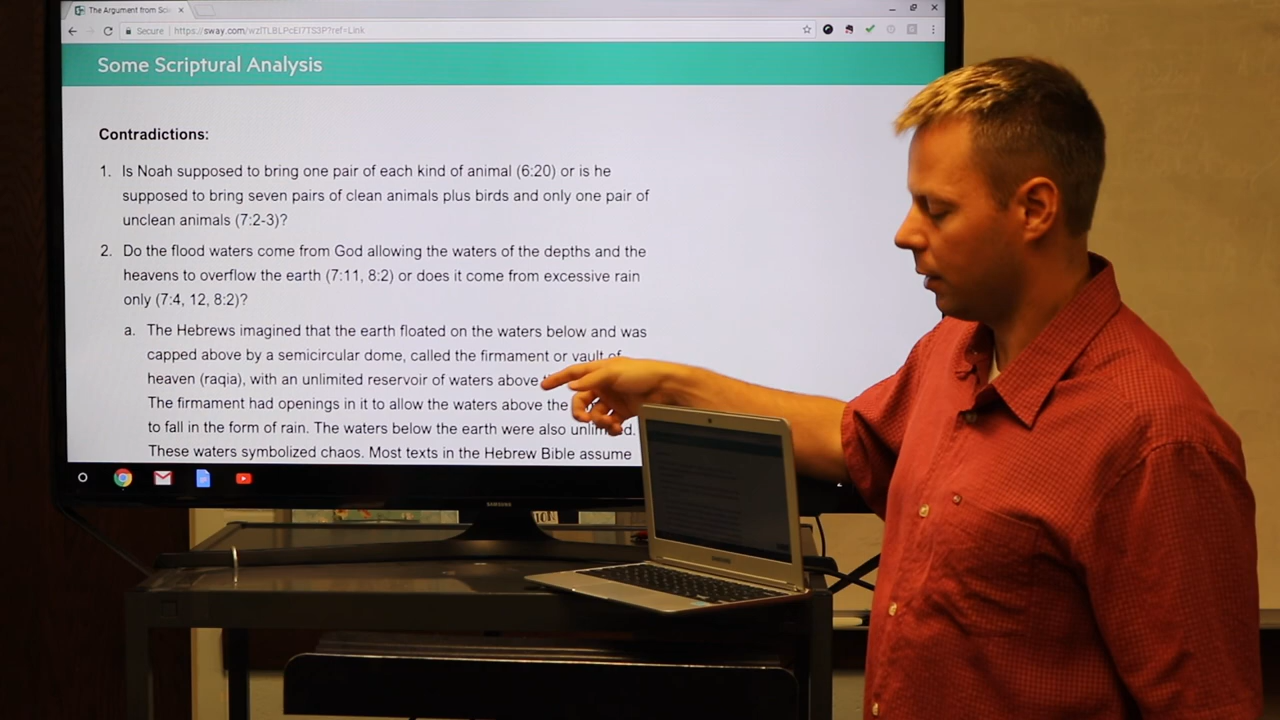 The Argument from Sci
Secure | https://sway.com/wzlTLBLPcEI7TS3P?ref=Link
Some Scriptural Analysis
Contradictions:
1. Is Noah supposed to bring one pair of each kind of animal (6:20) or is he
supposed to bring seven pairs of clean animals plus birds and only one pair of
unclean animals (7:2-3)?
2. Do the flood waters come from God allowing the waters of the depths and the
heavens to overflow the earth (7:11, 8:2) or does it come from excessive rain
only (7:4, 12, 8:2)?
a. The Hebrews imagined that the earth floated on the waters below and was
capped above by a semicircular dome, called the firmament or vault of
heaven (raqia), with an unlimited reservoir of waters above
The firmament had openings in it to allow the waters above the
to fall in the form of rain. The waters below the earth were also unlimited.
These waters symbolized chaos. Most texts in the Hebrew Bible assume
SAMSUNG
SAMSUNG